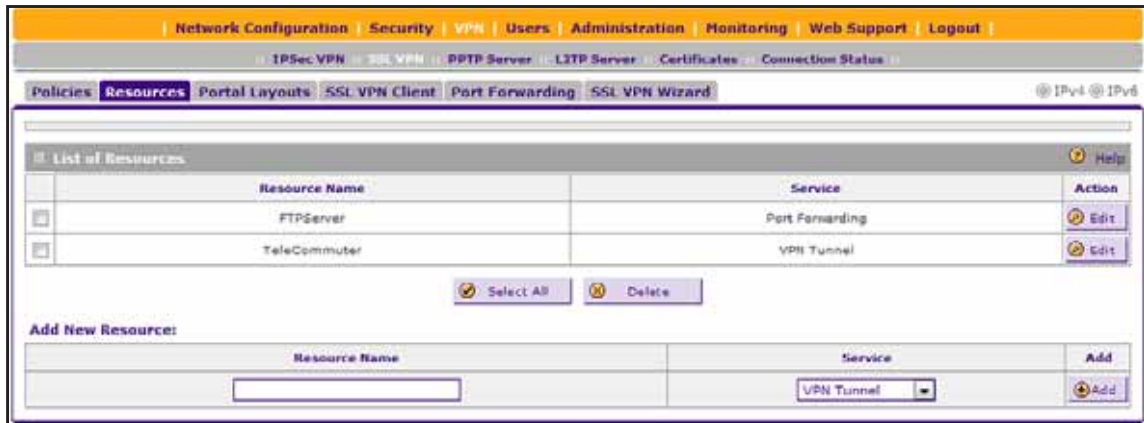 Network Configuration | Security | VPN | Users | Administration | Monitoring | Web Support | Logout |
IPSec VPN :: SSL VPN :: PPTP Server :: L2TP Server :: Certificates :: Connection Status ::
Policies Resources Portal Layouts SSL VPN Client Port Forwarding SSL VPN Wizard IPv4 IPv6
List of Resources Help
Resource Name Service Action
FTPServer Port Forwarding Edit
TeleCommuter VPN Tunnel Edit
Select All Delete
Add New Resource:
Resource Name Service Add
VPN Tunnel Add